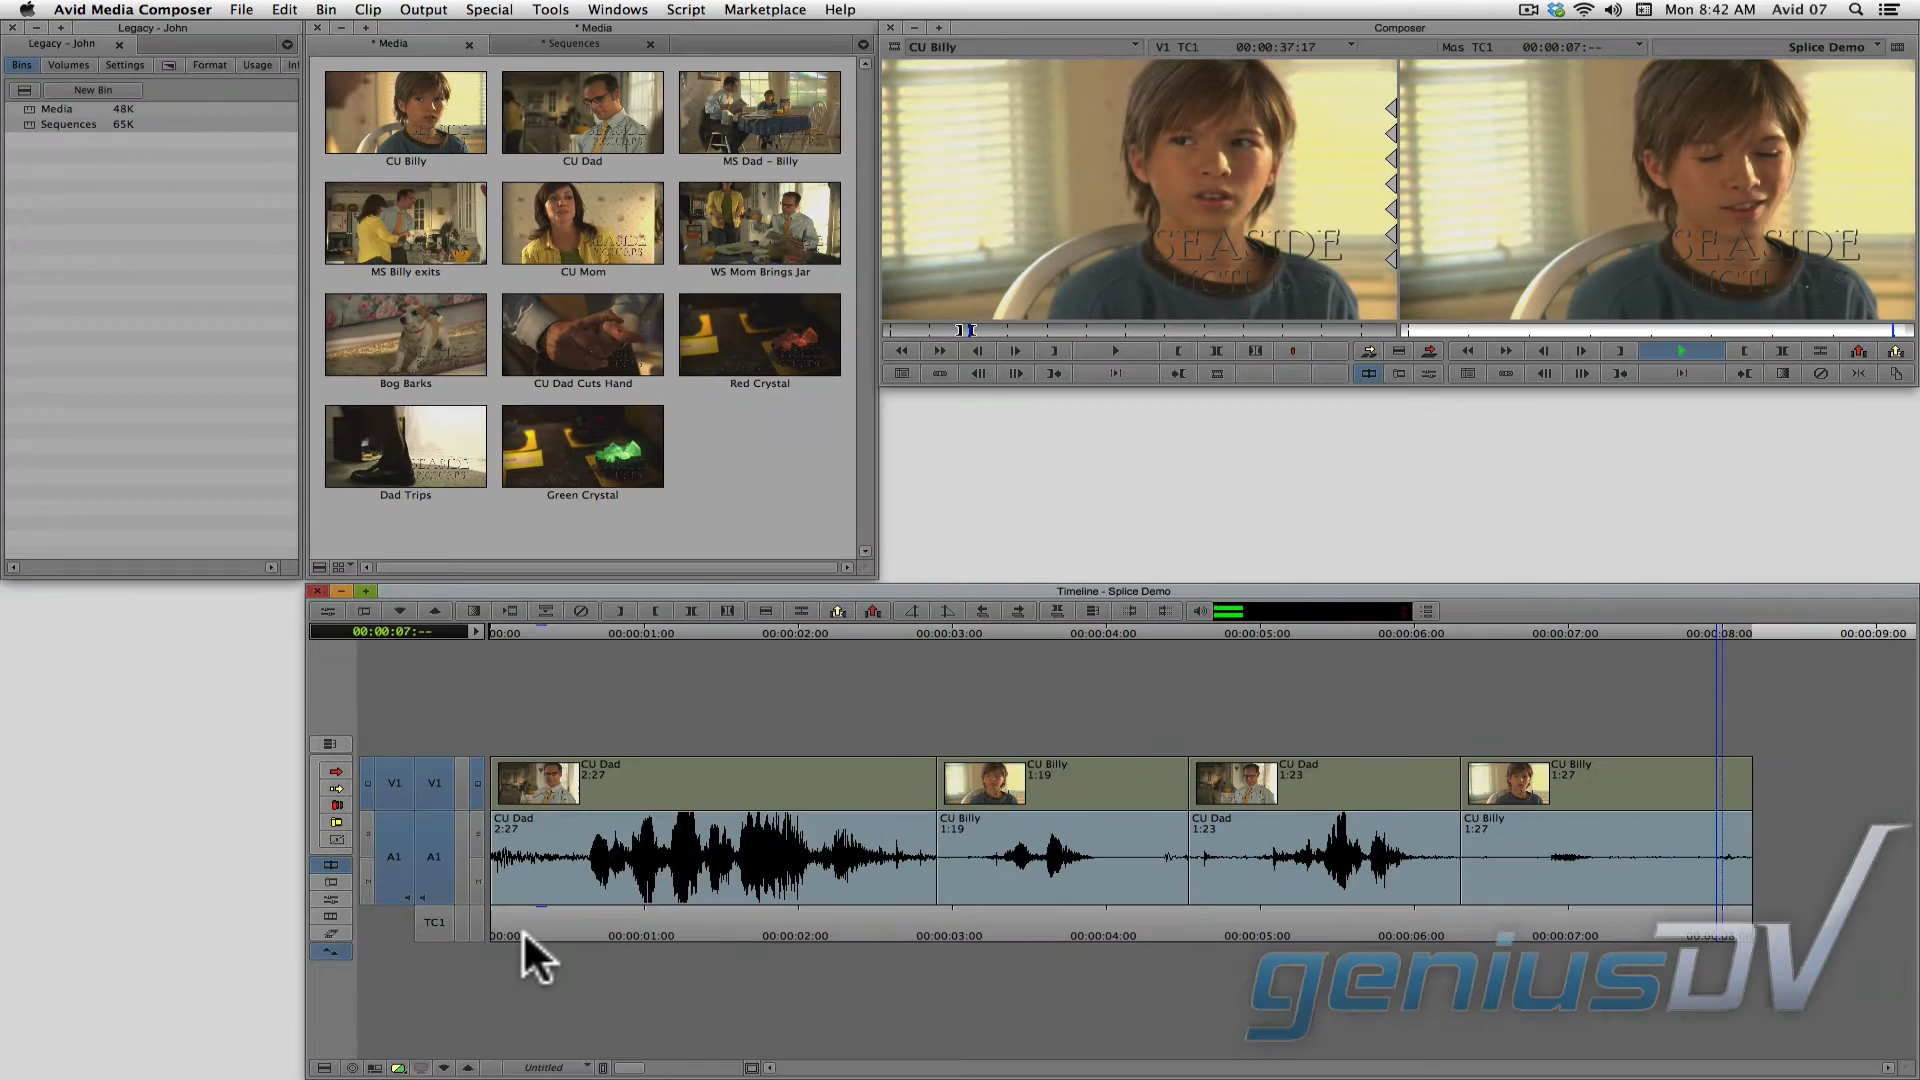 Avid Media Composer File Edit Bin Clip Output Special Tools Windows Script Marketplace Help
Mon 8:42 AM Avid 07
Legacy - John
Legacy - John
Bins Volumes Settings Format Usage
New Bin
Media 48K
Sequences 65K
* Media
* Media
* Sequences
CU Billy
CU Dad
MS Dad - Billy
MS Billy exits
CU Mom
WS Mom Brings Jar
Bog Barks
CU Dad Cuts Hand
Red Crystal
Dad Trips
Green Crystal
SEASIDE
Composer
CU Billy V1 TC1 00:00:37:17 Mas TC1 00:00:07:-- Splice Demo
SEASIDE
SEASIDE
Timeline - Splice Demo
00:00:07:--
00:00 00:00:01:00 00:00:02:00 00:00:03:00 00:00:04:00 00:00:05:00 00:00:06:00 00:00:07:00 00:00:08:00 00:00:09:00
V1 V1
CU Dad
2:27
CU Billy
1:19
CU Dad
1:23
CU Billy
1:27
A1 A1
CU Dad
2:27
CU Billy
1:19
CU Dad
1:23
CU Billy
1:27
S
S
M
M
TC1
00:00 00:00:01:00 00:00:02:00 00:00:03:00 00:00:04:00 00:00:05:00 00:00:06:00 00:00:07:00 00:00:08:00
geniusDV
Untitled